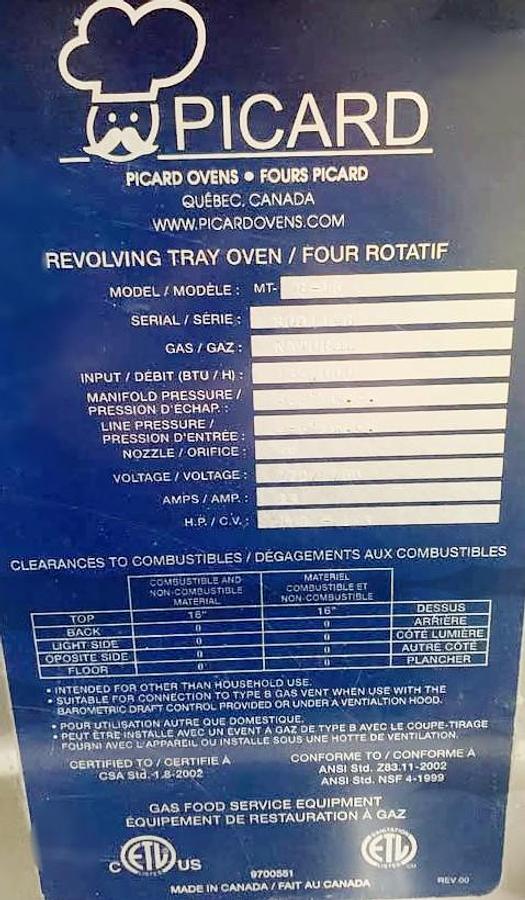 PICARD
PICARD OVENS • FOURS PICARD
QUÉBEC, CANADA
WWW.PICARDOVENS.COM
REVOLVING TRAY OVEN / FOUR ROTATIF
MODEL / MODÈLE : MT-
SERIAL / SÉRIE :
GAS / GAZ :
INPUT / DÉBIT (BTU / H) :
MANIFOLD PRESSURE /
PRESSION D'ÉCHAP. :
LINE PRESSURE /
PRESSION D'ENTRÉE :
NOZZLE / ORIFICE :
VOLTAGE / VOLTAGE :
AMPS / AMP. :
H.P. / C.V. :
CLEARANCES TO COMBUSTIBLES / DÉGAGEMENTS AUX COMBUSTIBLES
COMBUSTIBLE AND
NON-COMBUSTIBLE
MATERIAL
MATERIEL
COMBUSTIBLE ET
NON-COMBUSTIBLE
TOP 16" 16" DESSUS
BACK 0 0 ARRIÈRE
LIGHT SIDE 0 0 CÔTÉ LUMIÈRE
OPOSITE SIDE 0 0 AUTRE CÔTÉ
FLOOR 0 0 PLANCHER
• INTENDED FOR OTHER THAN HOUSEHOLD USE.
• SUITABLE FOR CONNECTION TO TYPE B GAS VENT WHEN USE WITH THE
BAROMETRIC DRAFT CONTROL PROVIDED OR UNDER A VENTIALTION HOOD.
• POUR UTILISATION AUTRE QUE DOMESTIQUE.
• PEUT ÊTRE INSTALLÉ AVEC UN ÉVENT À GAZ DE TYPE B AVEC LE COUPE-TIRAGE
FOURNI AVEC L'APPAREIL OU INSTALLÉ SOUS UNE HOTTE DE VENTILATION.
CERTIFIED TO / CERTIFIÉ À
CSA Std. 1.8-2002
CONFORME TO / CONFORME À
ANSI Std. Z83.11-2002
ANSI Std. NSF 4-1999
GAS FOOD SERVICE EQUIPMENT
ÉQUIPEMENT DE RESTAURATION À GAZ
C ETL US
LISTED
SANITATION
ETL
LISTED
9700551
MADE IN CANADA / FAIT AU CANADA
REV 00